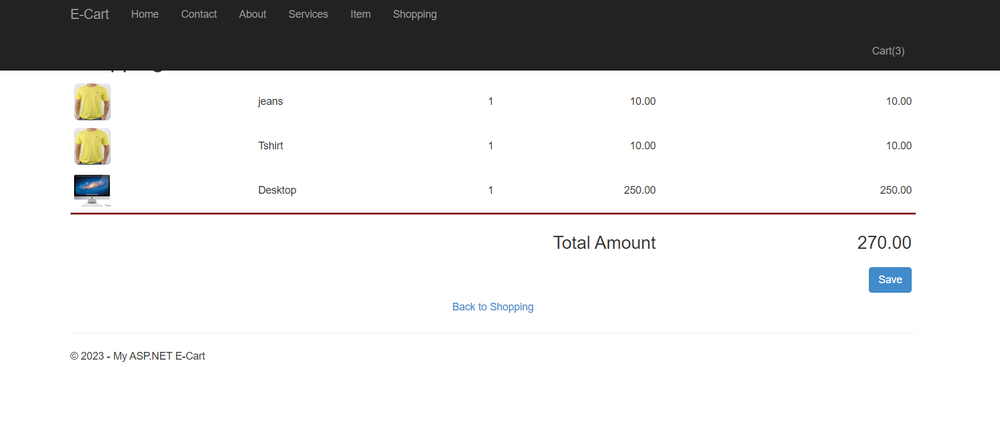 E-Cart Home Contact About Services Item Shopping
Cart(3)
jeans 1 10.00 10.00
Tshirt 1 10.00 10.00
Desktop 1 250.00 250.00
Total Amount 270.00
Save
Back to Shopping
© 2023 - My ASP.NET E-Cart